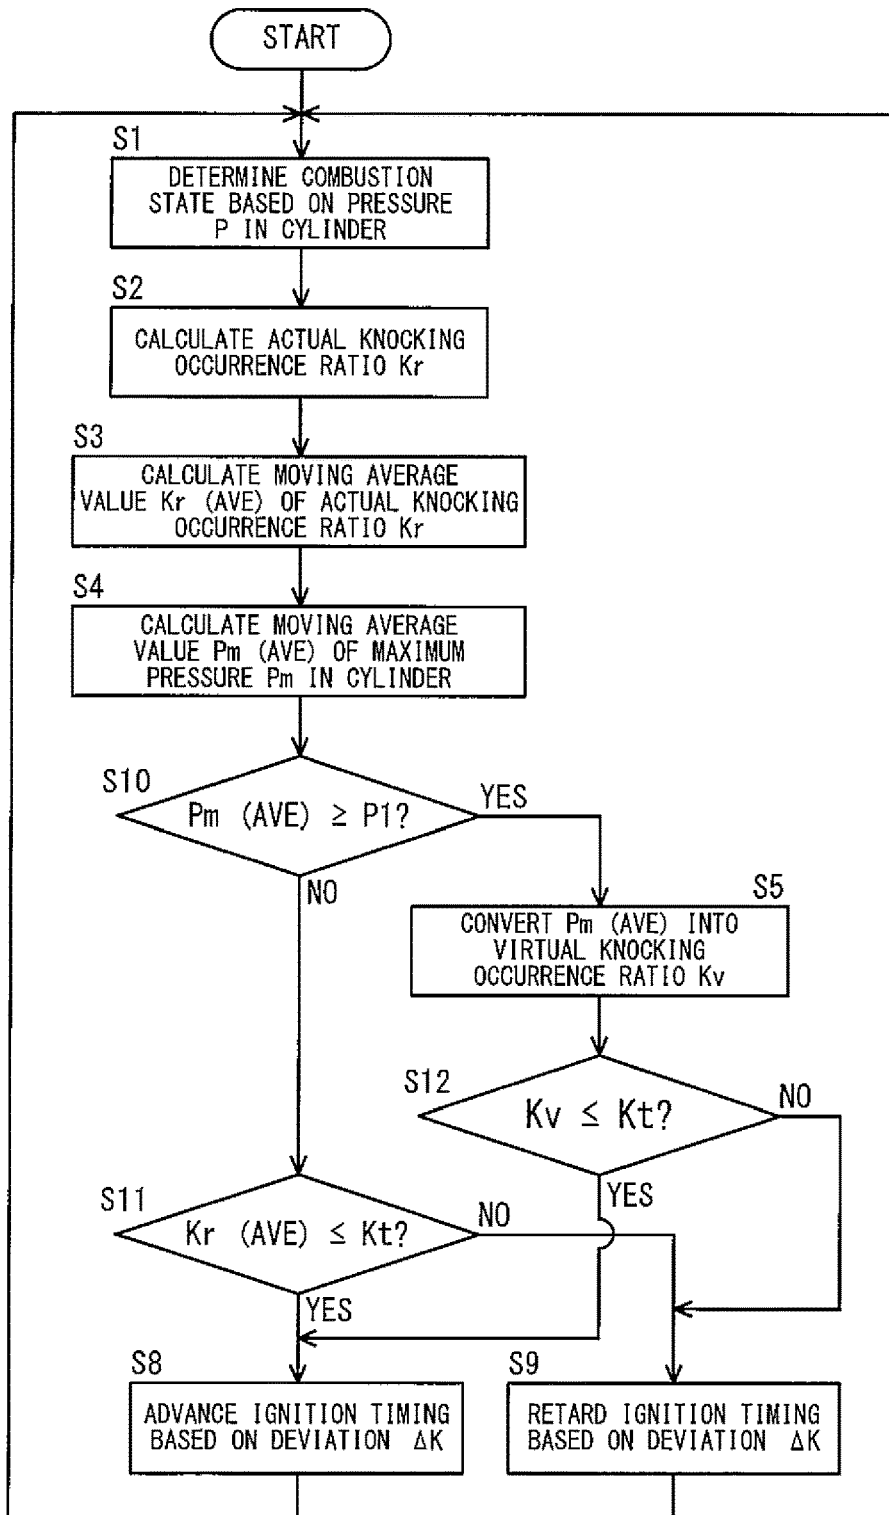 START
S1
DETERMINE COMBUSTION
STATE BASED ON PRESSURE
P IN CYLINDER
S2
CALCULATE ACTUAL KNOCKING
OCCURRENCE RATIO Kr
S3
CALCULATE MOVING AVERAGE
VALUE Kr (AVE) OF ACTUAL KNOCKING
OCCURRENCE RATIO Kr
S4
CALCULATE MOVING AVERAGE
VALUE Pm (AVE) OF MAXIMUM
PRESSURE Pm IN CYLINDER
S10
Pm (AVE) ≥ P1?
YES
NO
S5
CONVERT Pm (AVE) INTO
VIRTUAL KNOCKING
OCCURRENCE RATIO Kv
S12
Kv ≤ Kt?
NO
YES
S11
Kr (AVE) ≤ Kt?
NO
YES
S8
ADVANCE IGNITION TIMING
BASED ON DEVIATION ΔK
S9
RETARD IGNITION TIMING
BASED ON DEVIATION ΔK